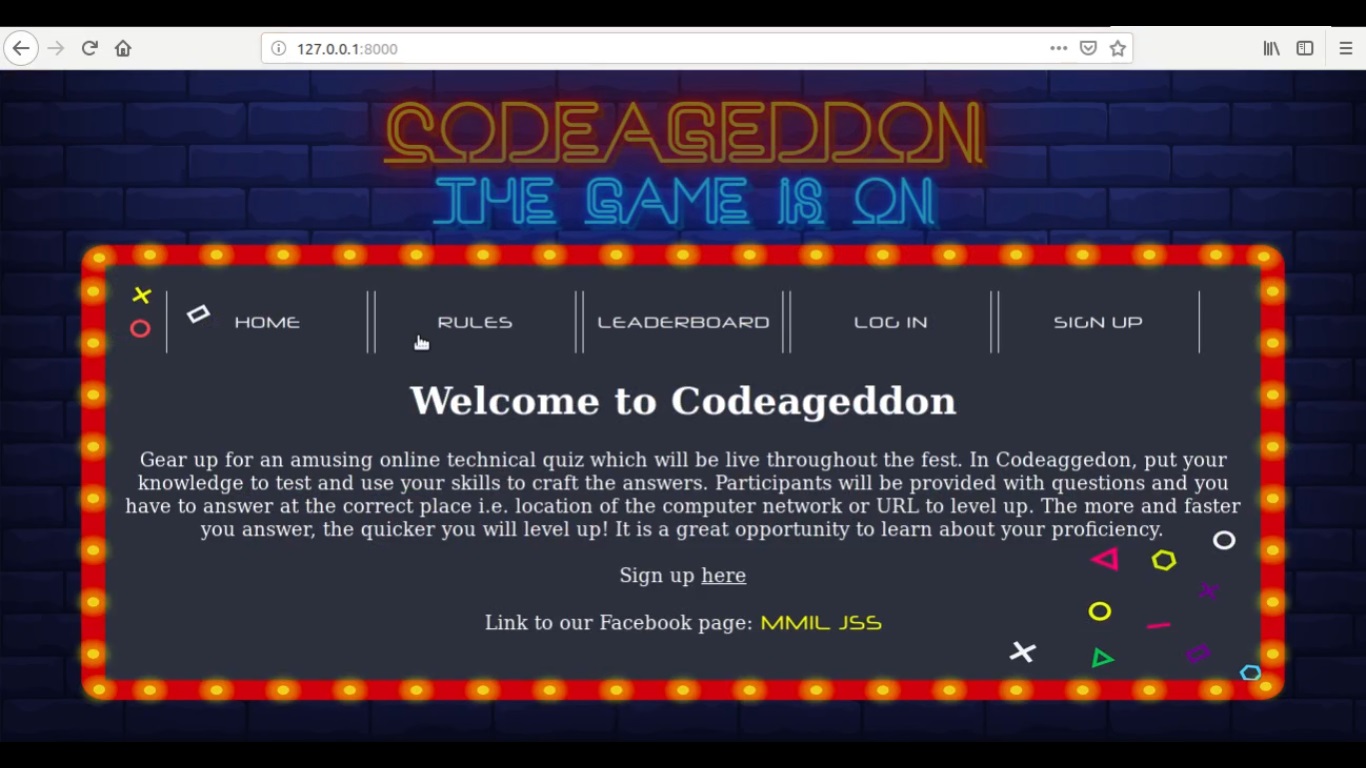 127.0.0.1:8000
CODEAGEDDON
THE GAME IS ON
HOME RULES LEADERBOARD LOG IN SIGN UP
Welcome to Codeageddon
Gear up for an amusing online technical quiz which will be live throughout the fest. In Codeaggedon, put your
knowledge to test and use your skills to craft the answers. Participants will be provided with questions and you
have to answer at the correct place i.e. location of the computer network or URL to level up. The more and faster
you answer, the quicker you will level up! It is a great opportunity to learn about your proficiency.
Sign up here
Link to our Facebook page: MMIL JSS